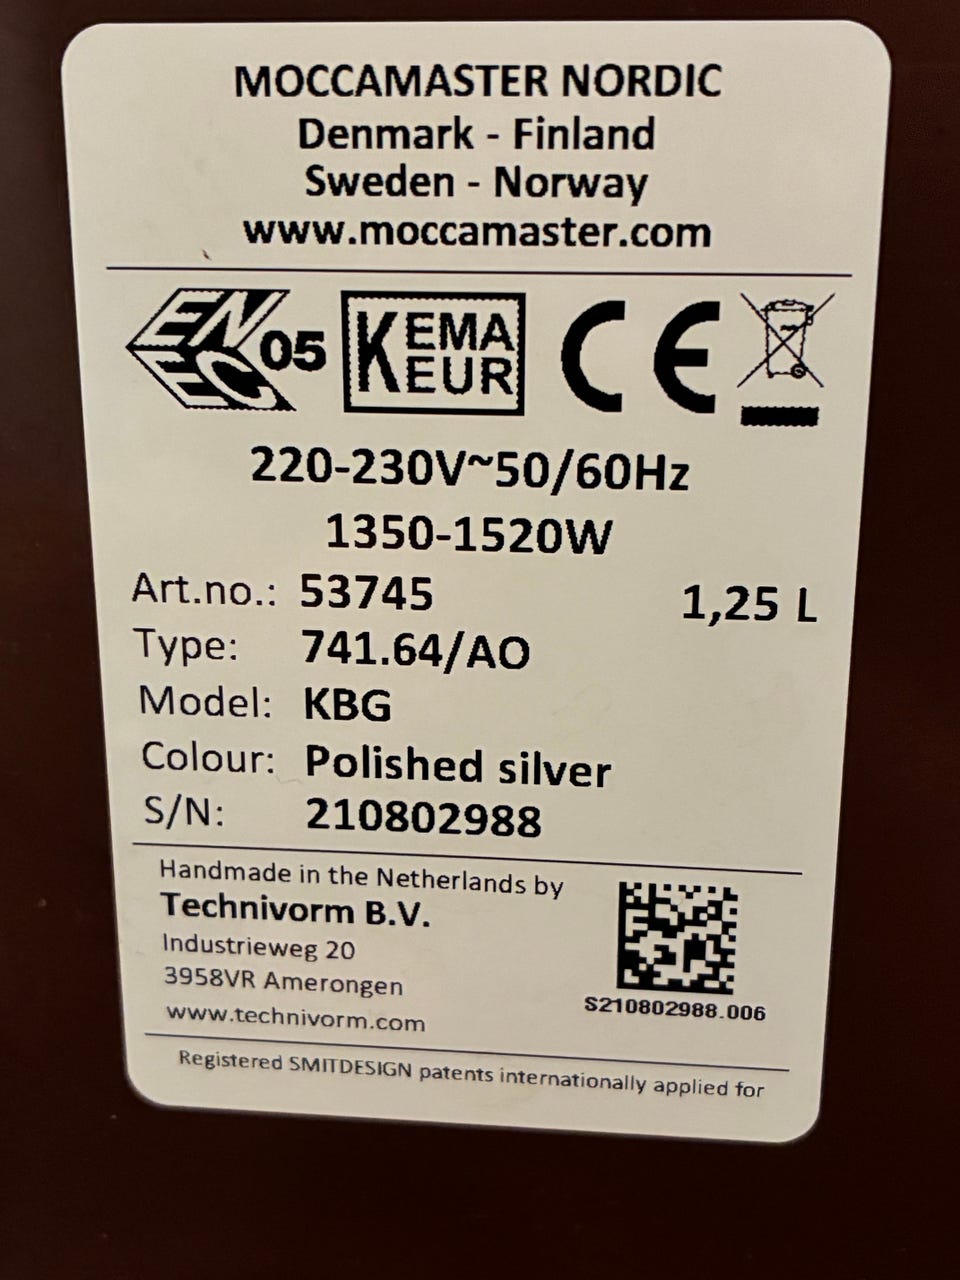 MOCCAMASTER NORDIC
Denmark - Finland
Sweden - Norway
www.moccamaster.com
ENEC 05 KEMA EUR CE
220-230V~50/60Hz
1350-1520W
Art.no.: 53745 1,25 L
Type: 741.64/AO
Model: KBG
Colour: Polished silver
S/N: 210802988
Handmade in the Netherlands by
Technivorm B.V.
Industrieweg 20
3958VR Amerongen
www.technivorm.com
S210802988.006
Registered SMITDESIGN patents internationally applied for